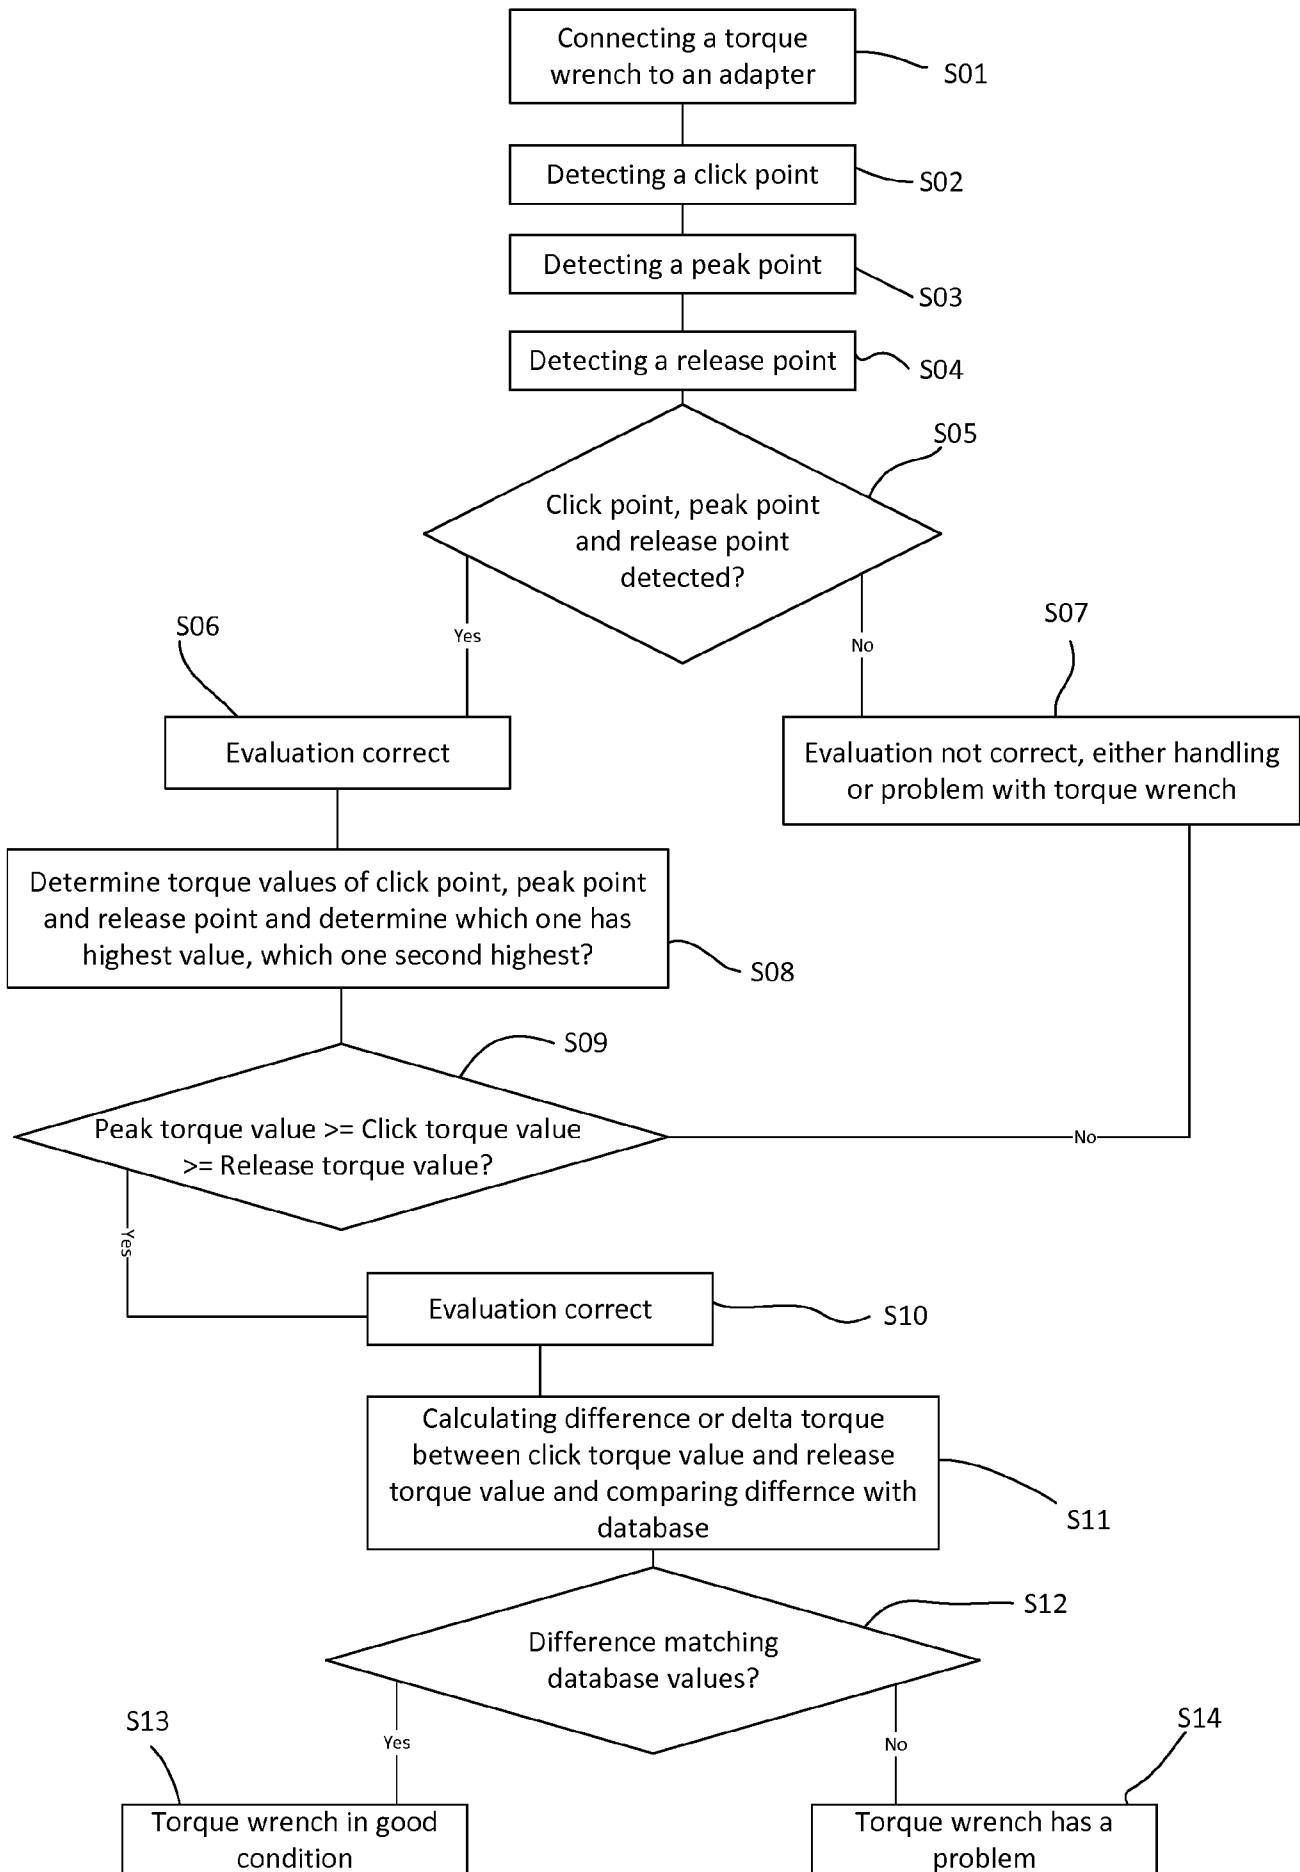 Connecting a torque
wrench to an adapter
S01
Detecting a click point
S02
Detecting a peak point
S03
Detecting a release point
S04
S05
Click point, peak point
and release point
detected?
S06
Yes
No
S07
Evaluation correct
Evaluation not correct, either handling
or problem with torque wrench
Determine torque values of click point, peak point
and release point and determine which one has
highest value, which one second highest?
S08
S09
Peak torque value >= Click torque value
>= Release torque value?
No
Yes
Evaluation correct
S10
Calculating difference or delta torque
between click torque value and release
torque value and comparing differnce with
database
S11
S12
Difference matching
database values?
S13
Yes
No
S14
Torque wrench in good
condition
Torque wrench has a
problem